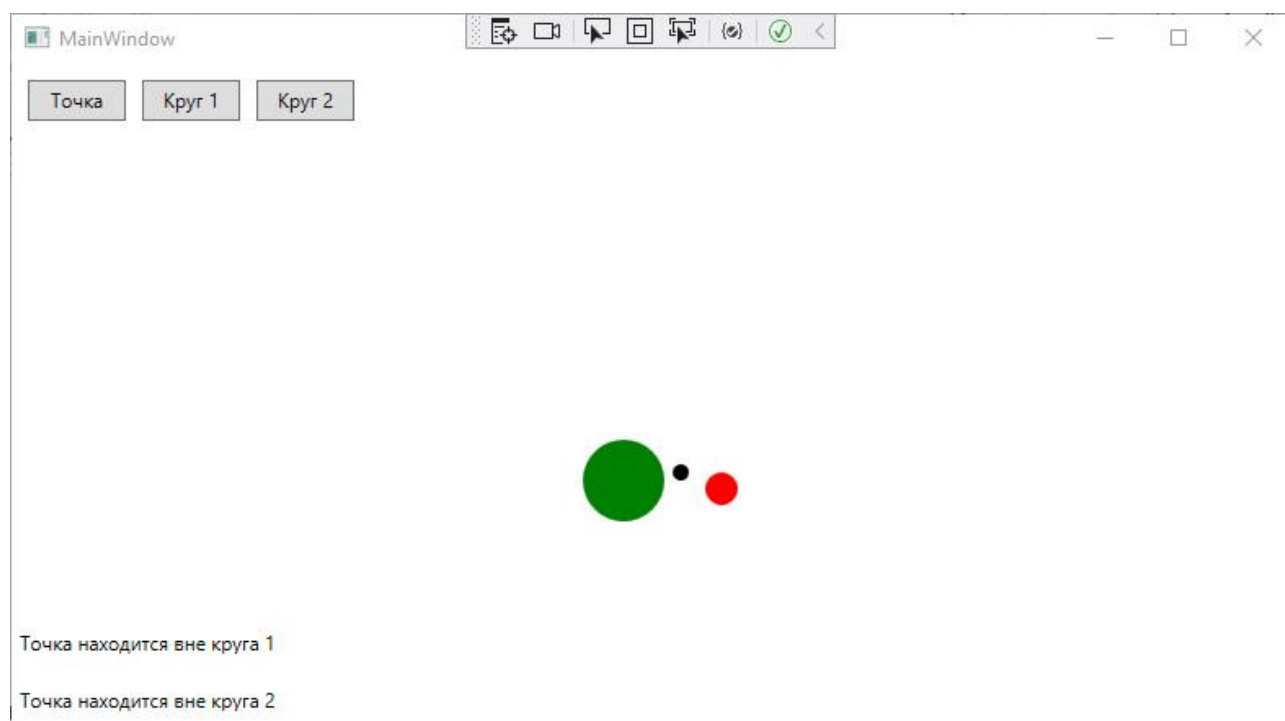 MainWindow
Точка Круг 1 Круг 2
Точка находится вне круга 1
Точка находится вне круга 2